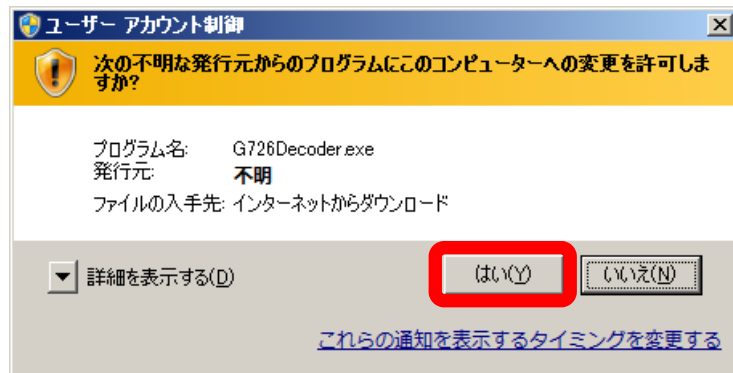 ユーザー アカウント制御
次の不明な発行元からのプログラムにこのコンピューターへの変更を許可しま
すか?
プログラム名: G726Decoder.exe
発行元: 不明
ファイルの入手先: インターネットからダウンロード
詳細を表示する(D)
はい(Y)
いいえ(N)
これらの通知を表示するタイミングを変更する